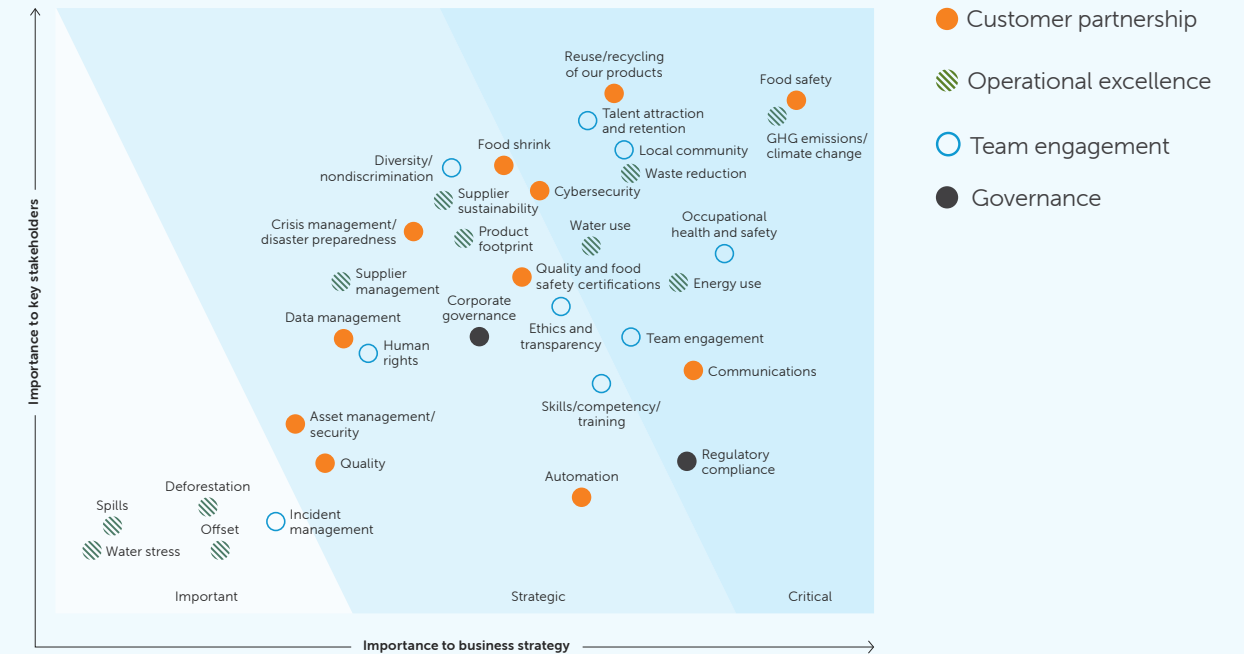 Customer partnership
Operational excellence
Team engagement
Governance
Importance to key stakeholders
Reuse/recycling
of our products
Food safety
Talent attraction
and retention
GHG emissions/
climate change
Food shrink
Local community
Diversity/
nondiscrimination
Waste reduction
Cybersecurity
Supplier
sustainability
Crisis management/
disaster preparedness
Product
footprint
Water use
Occupational
health and safety
Supplier
management
Quality and food
safety certifications
Energy use
Corporate
governance
Data management
Human
rights
Ethics and
transparency
Team engagement
Communications
Skills/competency/
training
Asset management/
security
Quality
Regulatory
compliance
Automation
Deforestation
Spills
Offset
Incident
management
Water stress
Important
Strategic
Critical
Importance to business strategy